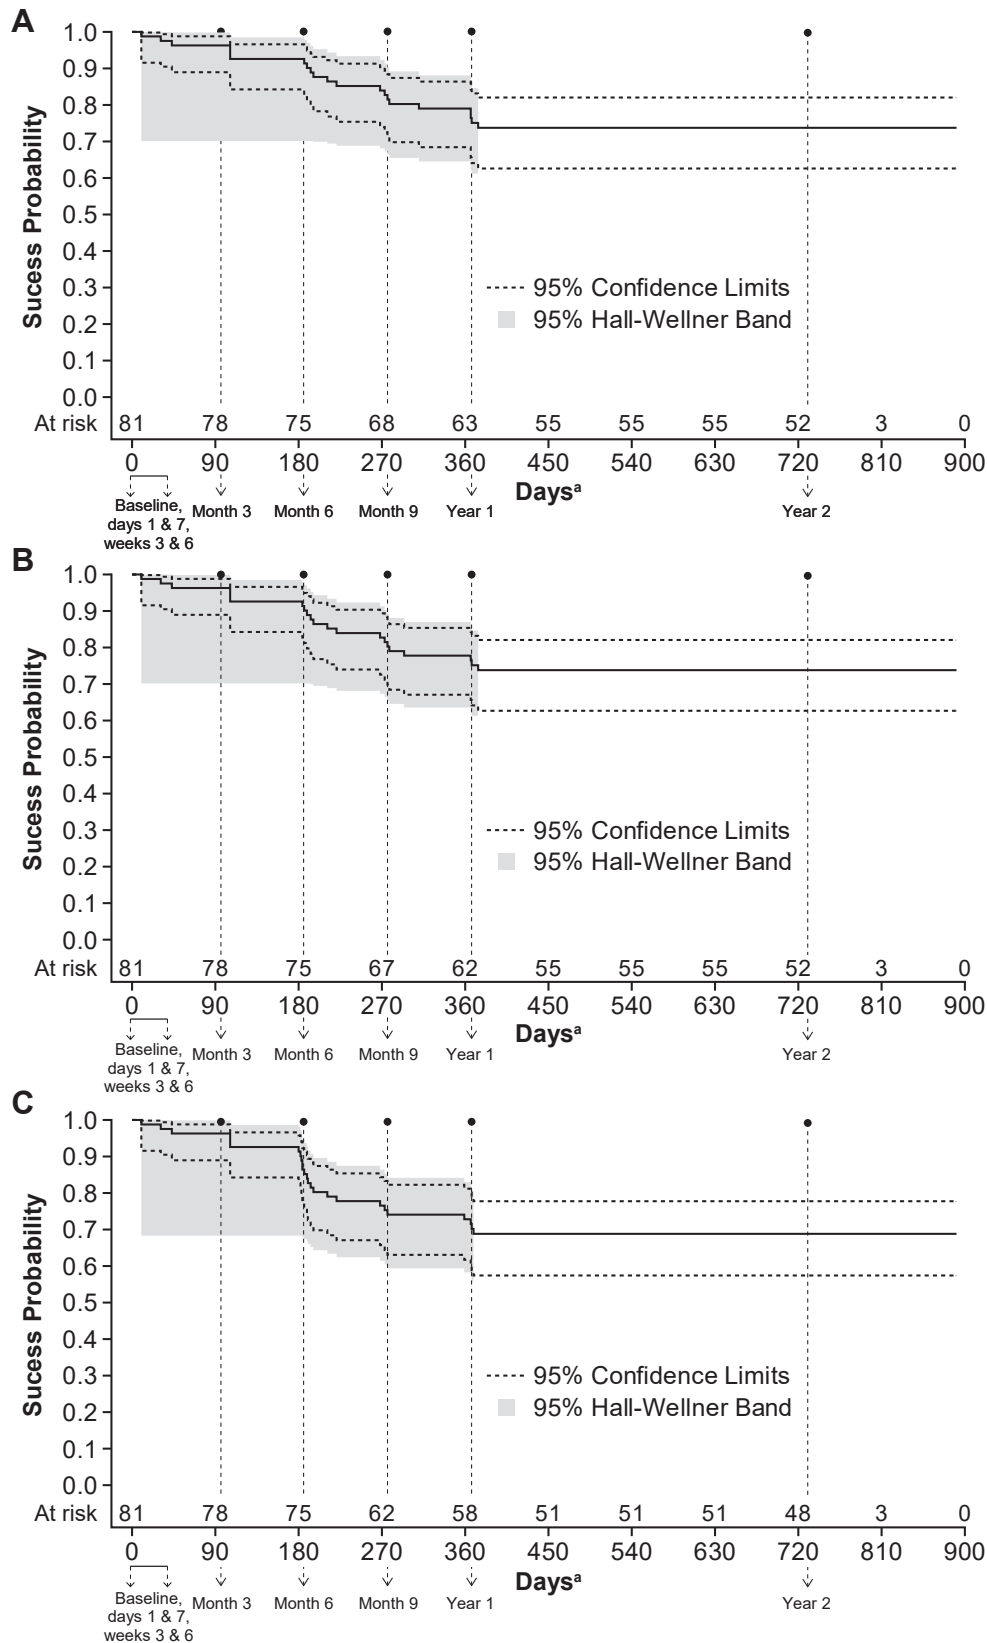 A
1.0
0.9
0.8
0.7
0.6
0.5
0.4
0.3
0.2
0.1
0.0
Sucess Probability
95% Confidence Limits
95% Hall-Wellner Band
At risk 81 78 75 68 63 55 55 55 52 3 0
0 90 180 270 360 450 540 630 720 810 900
Daysª
Baseline,
days 1 & 7,
weeks 3 & 6
Month 3 Month 6 Month 9 Year 1 Year 2
B
1.0
0.9
0.8
0.7
0.6
0.5
0.4
0.3
0.2
0.1
0.0
Sucess Probability
95% Confidence Limits
95% Hall-Wellner Band
At risk 81 78 75 67 62 55 55 55 52 3 0
0 90 180 270 360 450 540 630 720 810 900
Daysª
Baseline,
days 1 & 7,
weeks 3 & 6
Month 3 Month 6 Month 9 Year 1 Year 2
C
1.0
0.9
0.8
0.7
0.6
0.5
0.4
0.3
0.2
0.1
0.0
Sucess Probability
95% Confidence Limits
95% Hall-Wellner Band
At risk 81 78 75 62 58 51 51 51 48 3 0
0 90 180 270 360 450 540 630 720 810 900
Daysª
Baseline,
days 1 & 7,
weeks 3 & 6
Month 3 Month 6 Month 9 Year 1 Year 2